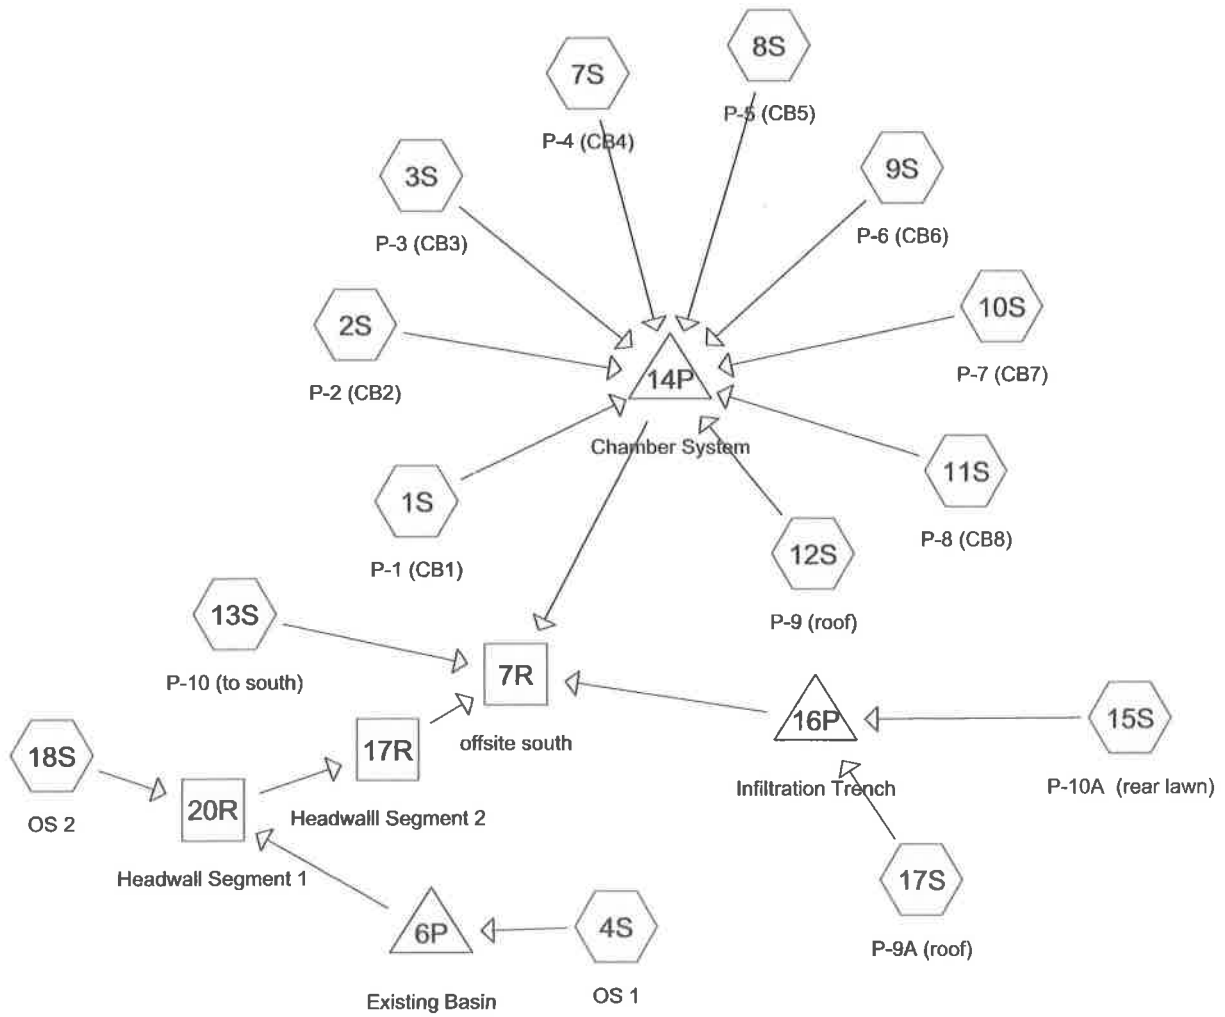 8S
P-5 (CB5)
7S
P-4 (CB4)
3S
P-3 (CB3)
9S
P-6 (CB6)
2S
P-2 (CB2)
10S
P-7 (CB7)
14P
Chamber System
1S
P-1 (CB1)
11S
P-8 (CB8)
12S
P-9 (roof)
13S
P-10 (to south)
7R
offsite south
16P
Infiltration Trench
15S
P-10A (rear lawn)
18S
OS 2
17R
Headwalll Segment 2
20R
Headwall Segment 1
17S
P-9A (roof)
6P
Existing Basin
4S
OS 1